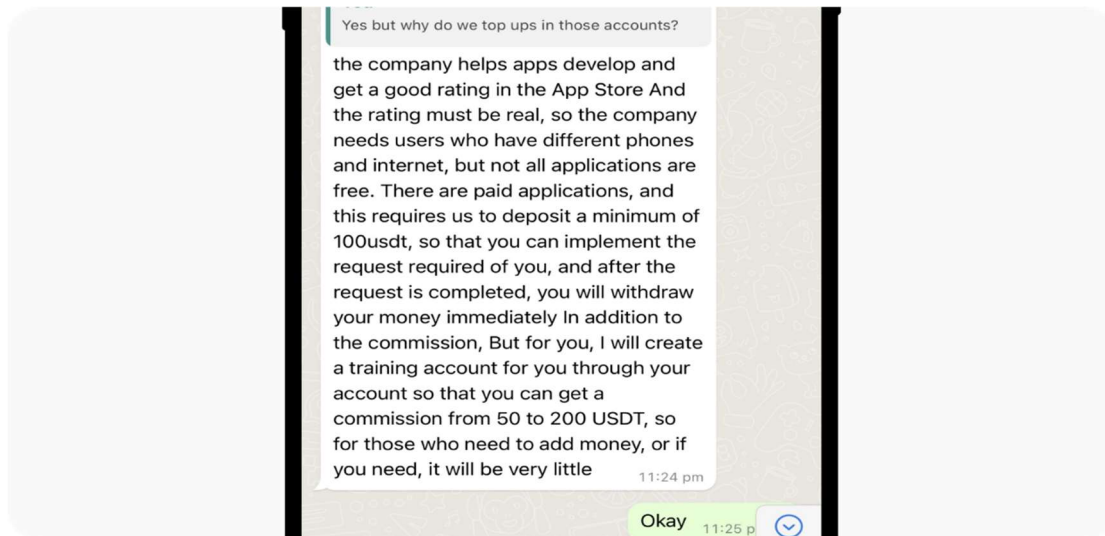 Yes but why do we top ups in those accounts?
the company helps apps develop and
get a good rating in the App Store And
the rating must be real, so the company
needs users who have different phones
and internet, but not all applications are
free. There are paid applications, and
this requires us to deposit a minimum of
100usdt, so that you can implement the
request required of you, and after the
request is completed, you will withdraw
your money immediately In addition to
the commission, But for you, I will create
a training account for you through your
account so that you can get a
commission from 50 to 200 USDT, so
for those who need to add money, or if
you need, it will be very little
11:24 pm
Okay
11:25 p